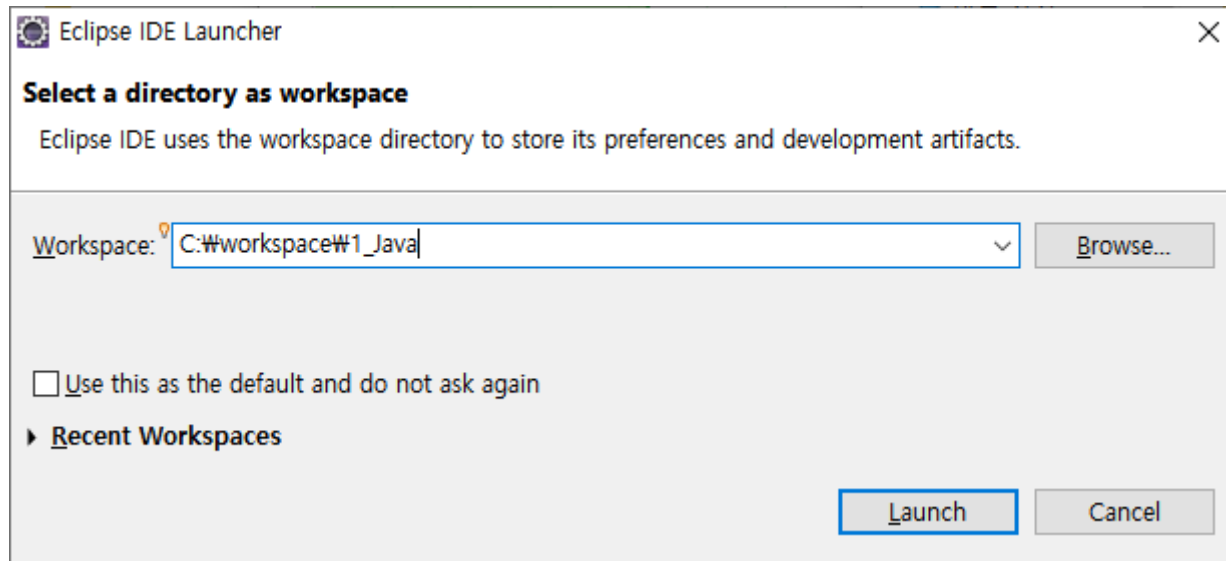 Eclipse IDE Launcher
Select a directory as workspace
Eclipse IDE uses the workspace directory to store its preferences and development artifacts.
Workspace: C:₩workspace₩1_Java Browse...
Use this as the default and do not ask again
Recent Workspaces
Launch Cancel